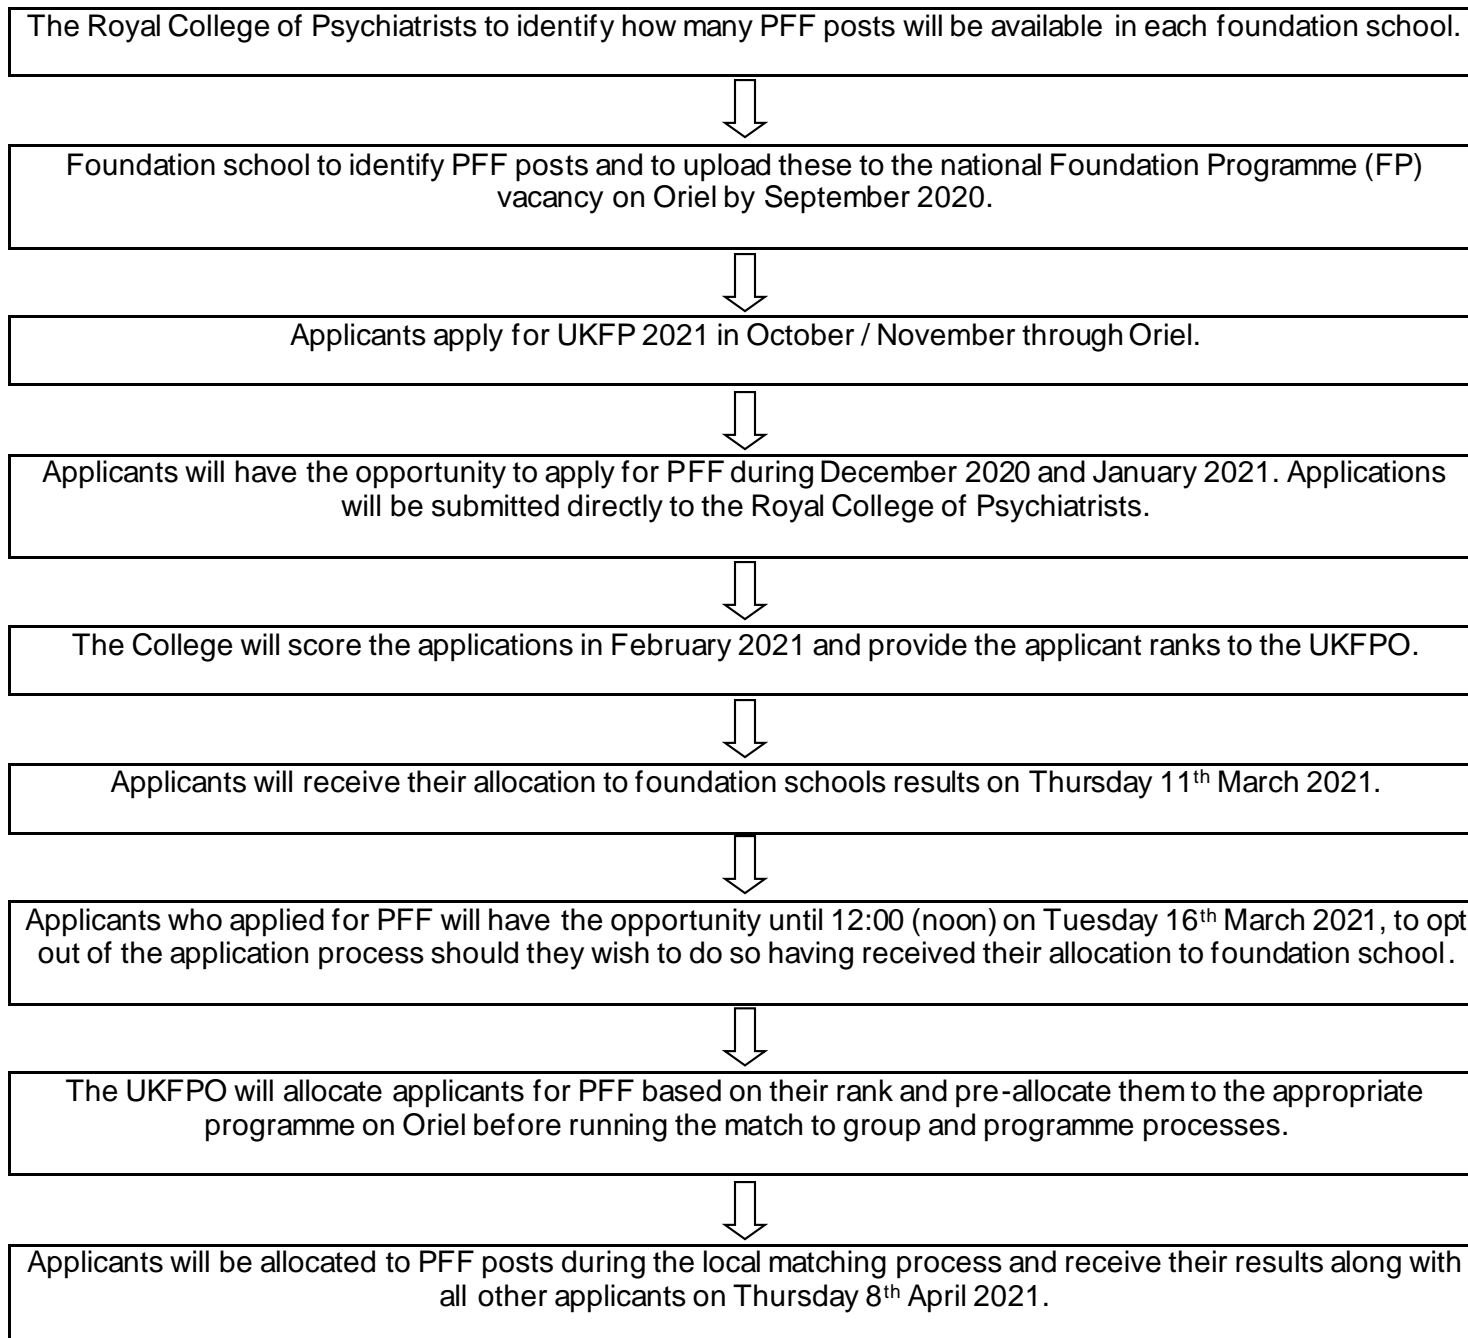 The Royal College of Psychiatrists to identify how many PFF posts will be available in each foundation school.
Foundation school to identify PFF posts and to upload these to the national Foundation Programme (FP)
vacancy on Oriel by September 2020.
Applicants apply for UKFP 2021 in October / November through Oriel.
Applicants will have the opportunity to apply for PFF during December 2020 and January 2021. Applications
will be submitted directly to the Royal College of Psychiatrists.
The College will score the applications in February 2021 and provide the applicant ranks to the UKFPO.
Applicants will receive their allocation to foundation schools results on Thursday 11th March 2021.
Applicants who applied for PFF will have the opportunity until 12:00 (noon) on Tuesday 16th March 2021, to opt
out of the application process should they wish to do so having received their allocation to foundation school.
The UKFPO will allocate applicants for PFF based on their rank and pre-allocate them to the appropriate
programme on Oriel before running the match to group and programme processes.
Applicants will be allocated to PFF posts during the local matching process and receive their results along with
all other applicants on Thursday 8th April 2021.